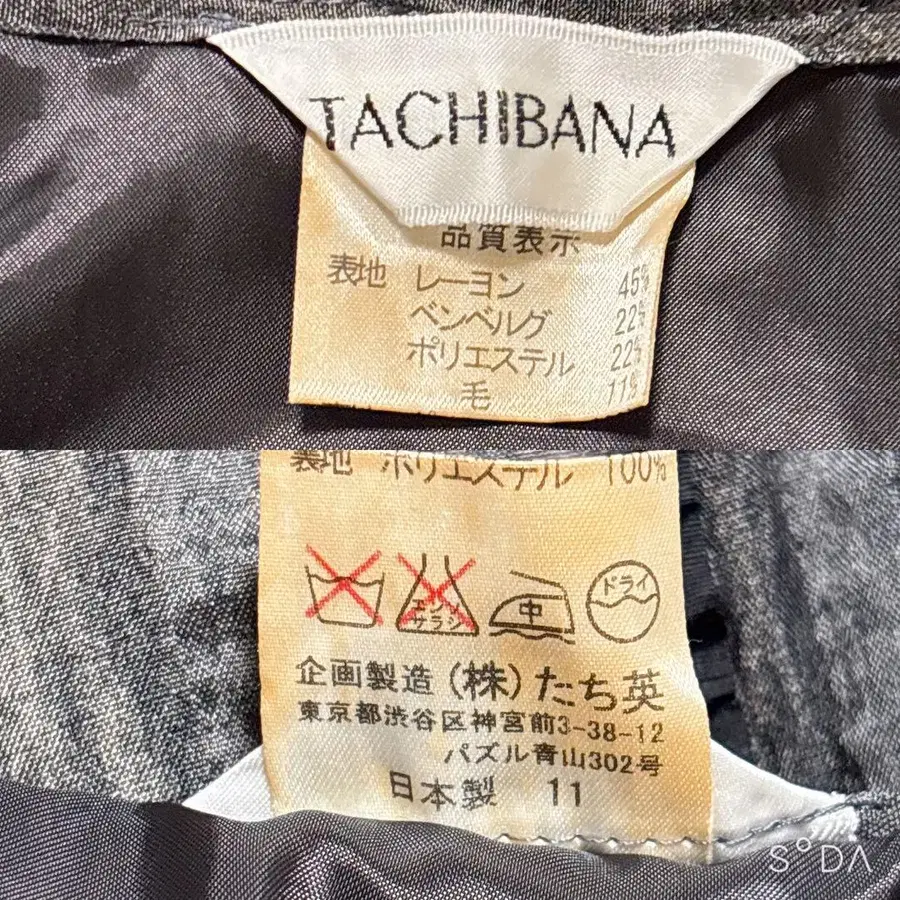 TACHIBANA
品質表示
表地 レーヨン 45%
ベンベルグ 22%
ポリエステル 22%
毛 11%
裏地 ポリエステル 100%
エンソ
サラシ
中
ドライ
企画製造 (株)たち英
東京都渋谷区神宮前3-38-12
パズル青山302号
日本製 11
SODA